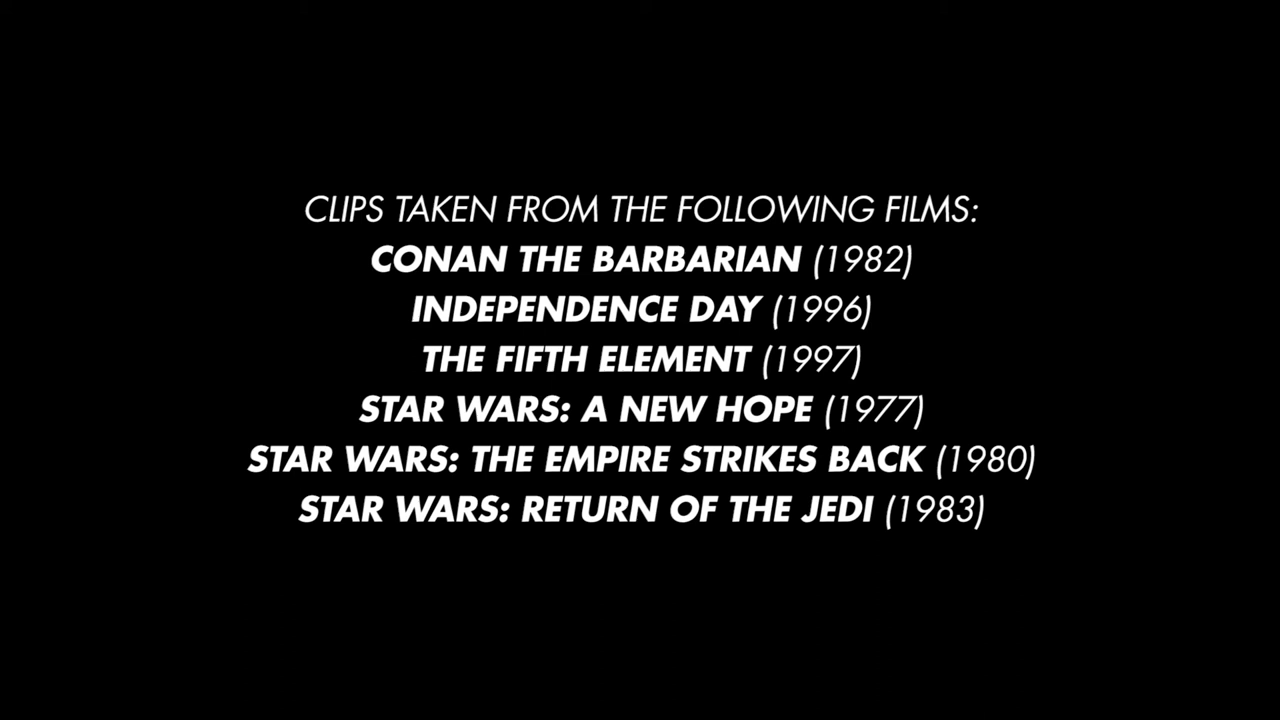 CLIPS TAKEN FROM THE FOLLOWING FILMS:
CONAN THE BARBARIAN (1982)
INDEPENDENCE DAY (1996)
THE FIFTH ELEMENT (1997)
STAR WARS: A NEW HOPE (1977)
STAR WARS: THE EMPIRE STRIKES BACK (1980)
STAR WARS: RETURN OF THE JEDI (1983)